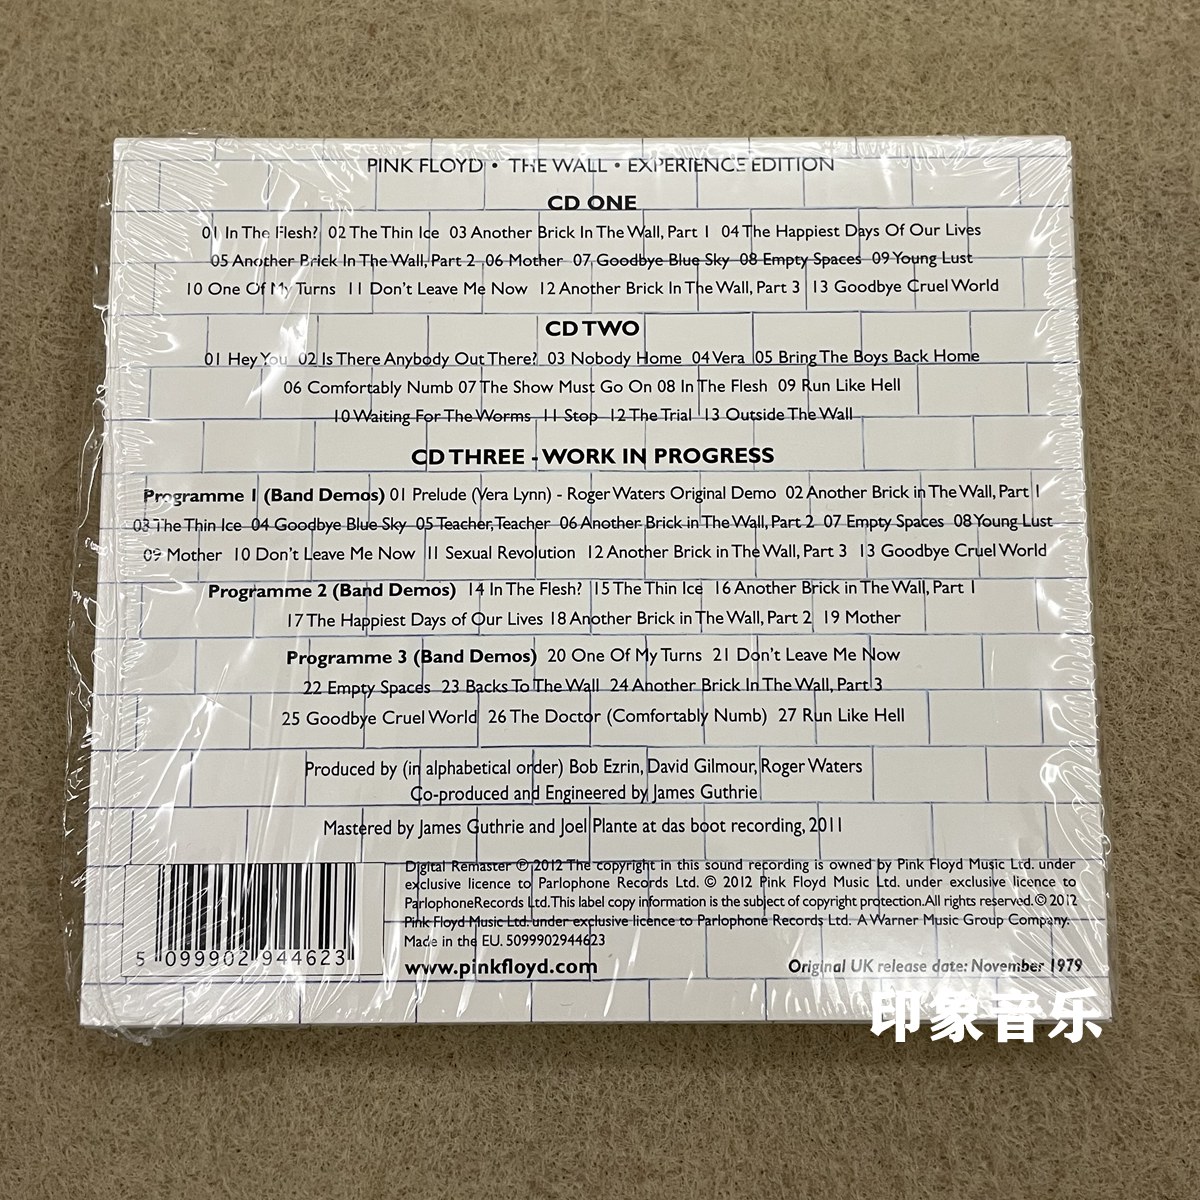 PINK FLOYD • THE WALL • EXPERIENCE EDITION
CD ONE
01 In The Flesh? 02 The Thin Ice 03 Another Brick In The Wall, Part 1 04 The Happiest Days Of Our Lives
05 Another Brick In The Wall, Part 2 06 Mother 07 Goodbye Blue Sky 08 Empty Spaces 09 Young Lust
10 One Of My Turns 11 Don't Leave Me Now 12 Another Brick In The Wall, Part 3 13 Goodbye Cruel World
CD TWO
01 Hey You 02 Is There Anybody Out There? 03 Nobody Home 04 Vera 05 Bring The Boys Back Home
06 Comfortably Numb 07 The Show Must Go On 08 In The Flesh 09 Run Like Hell
10 Waiting For The Worms 11 Stop 12 The Trial 13 Outside The Wall
CD THREE - WORK IN PROGRESS
Programme 1 (Band Demos) 01 Prelude (Vera Lynn) - Roger Waters Original Demo 02 Another Brick in The Wall, Part 1
03 The Thin Ice 04 Goodbye Blue Sky 05 Teacher, Teacher 06 Another Brick in The Wall, Part 2 07 Empty Spaces 08 Young Lust
09 Mother 10 Don't Leave Me Now 11 Sexual Revolution 12 Another Brick in The Wall, Part 3 13 Goodbye Cruel World
Programme 2 (Band Demos) 14 In The Flesh? 15 The Thin Ice 16 Another Brick in The Wall, Part 1
17 The Happiest Days of Our Lives 18 Another Brick in The Wall, Part 2 19 Mother
Programme 3 (Band Demos) 20 One Of My Turns 21 Don't Leave Me Now
22 Empty Spaces 23 Backs To The Wall 24 Another Brick In The Wall, Part 3
25 Goodbye Cruel World 26 The Doctor (Comfortably Numb) 27 Run Like Hell
Produced by (in alphabetical order) Bob Ezrin, David Gilmour, Roger Waters
Co-produced and Engineered by James Guthrie
Mastered by James Guthrie and Joel Plante at das boot recording, 2011
Digital Remaster ℗ 2012 The copyright in this sound recording is owned by Pink Floyd Music Ltd. under
exclusive licence to Parlophone Records Ltd. © 2012 Pink Floyd Music Ltd. under exclusive licence to
ParlophoneRecords Ltd. This label copy information is the subject of copyright protection. All rights reserved. © 2012
Pink Floyd Music Ltd. under exclusive licence to Parlophone Records Ltd. A Warner Music Group Company.
Made in the EU. 5099902944623
5 099902 944623
www.pinkfloyd.com
Original UK release date: November 1979
印象音乐